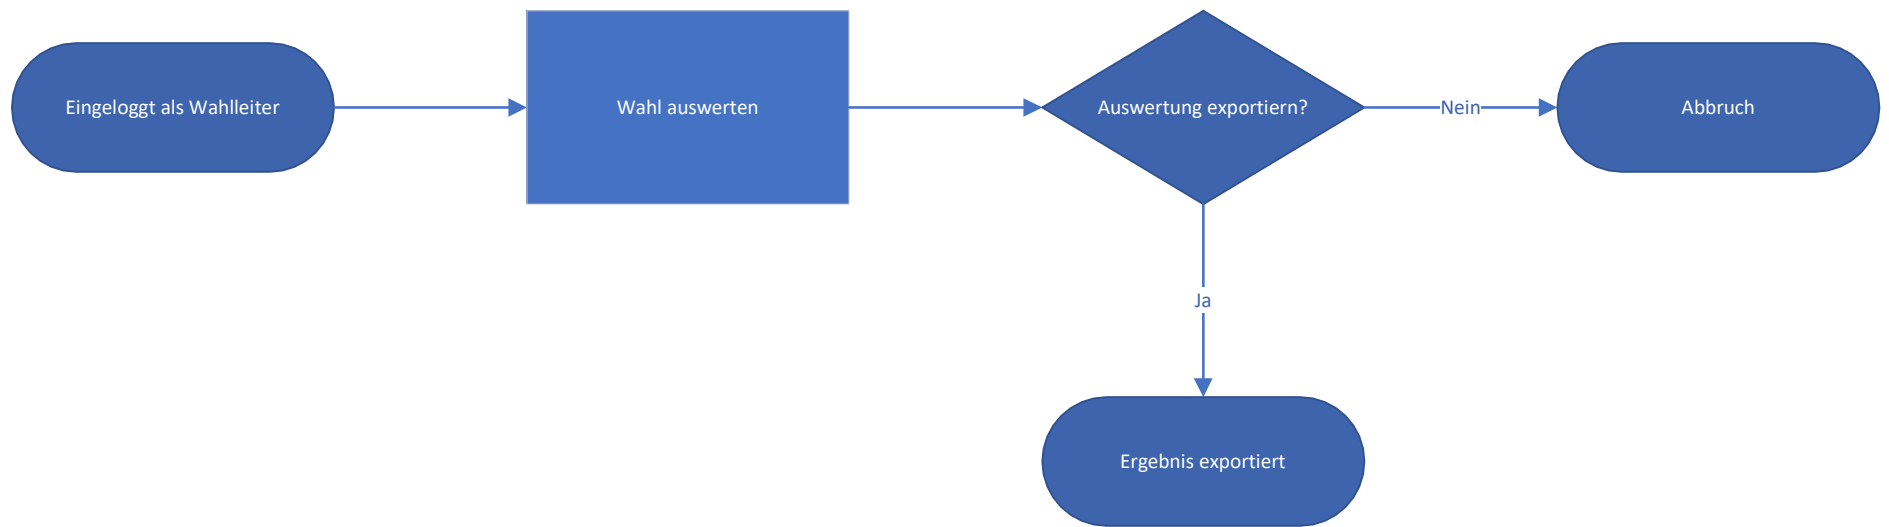 Eingeloggt als Wahlleiter
Wahl auswerten
Auswertung exportiern?
Nein
Abbruch
Ja
Ergebnis exportiert